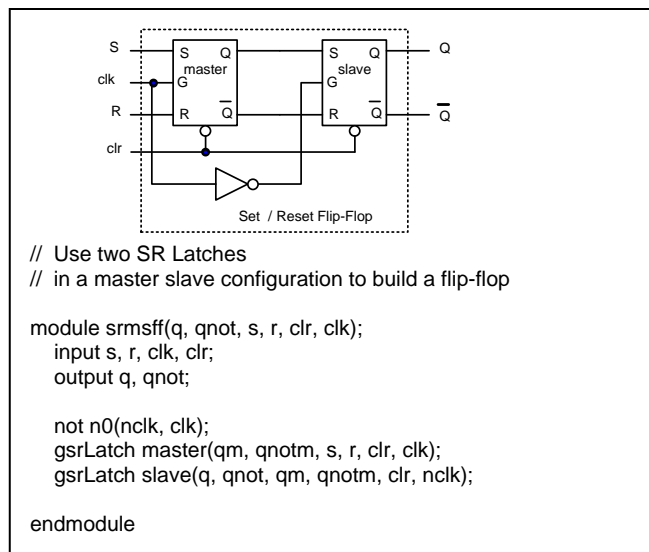 S S Q S Q Q
master slave
clk G G
R R Q̅ R Q̅ Q̅
clr
Set / Reset Flip-Flop
// Use two SR Latches
// in a master slave configuration to build a flip-flop
module srmsff(q, qnot, s, r, clr, clk);
input s, r, clk, clr;
output q, qnot;
not n0(nclk, clk);
gsrLatch master(qm, qnotm, s, r, clr, clk);
gsrLatch slave(q, qnot, qm, qnotm, clr, nclk);
endmodule